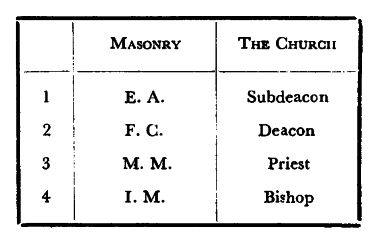 MASONRY THE CHURCH
1 E. A. Subdeacon
2 F. C. Deacon
3 M. M. Priest
4 I. M. Bishop